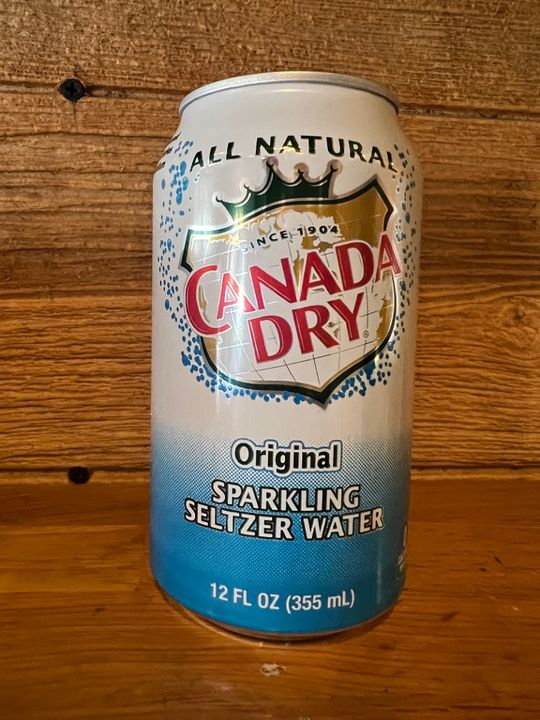 ALL NATURAL
SINCE 1904
CANADA
DRY
Original
SPARKLING
SELTZER WATER
12 FL OZ (355 mL)